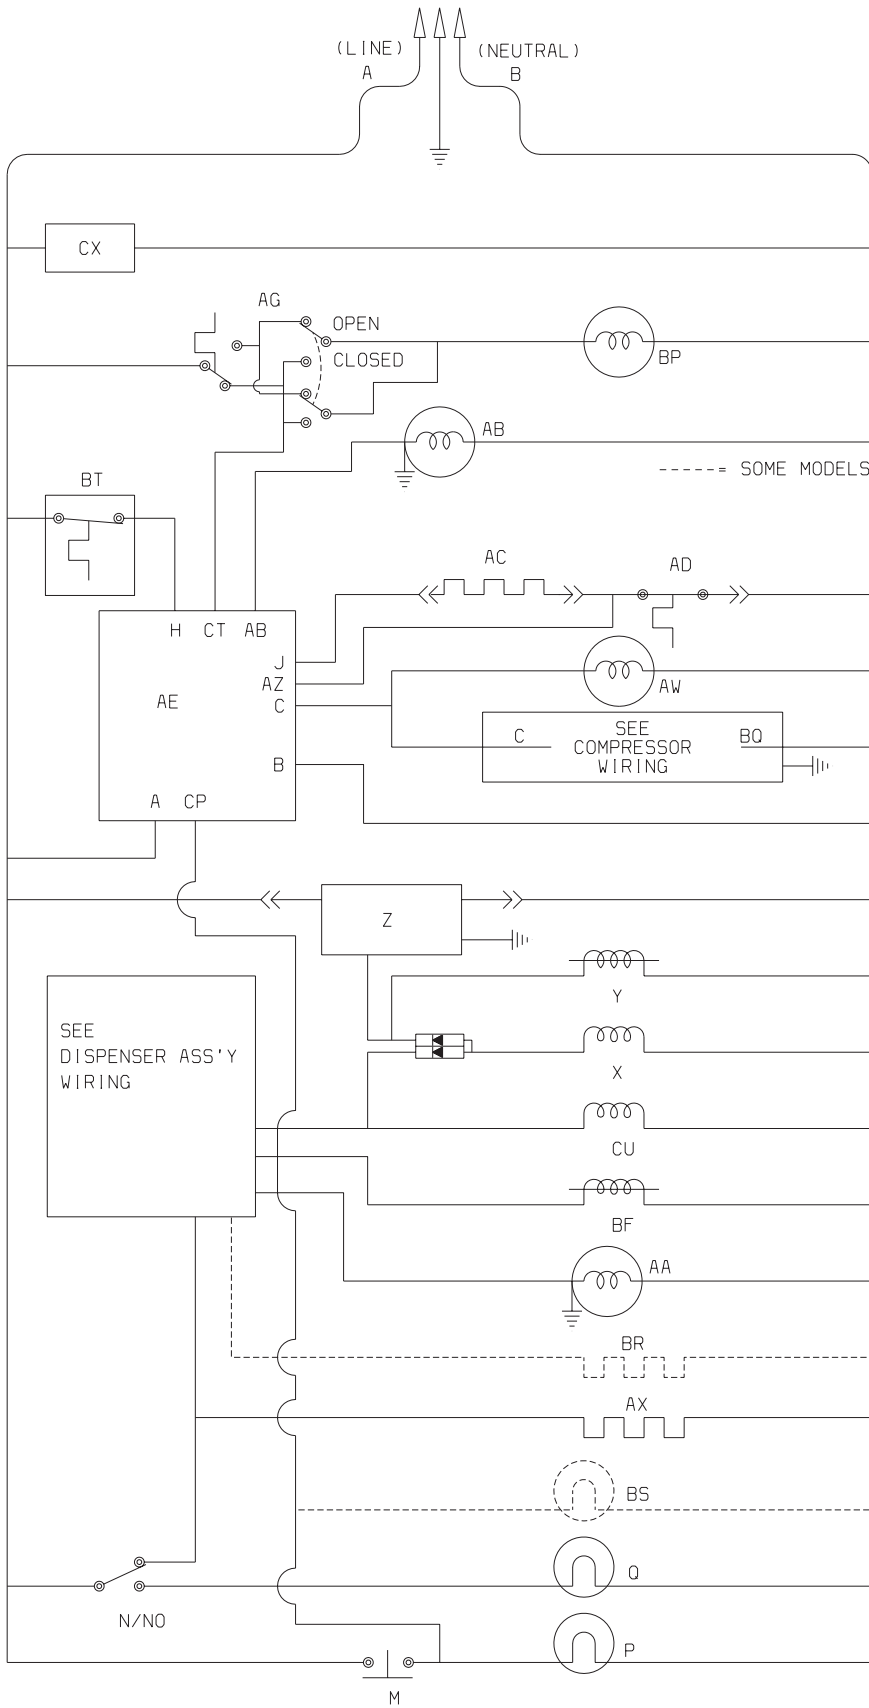 (LINE)
A
(NEUTRAL)
B
CX
AG
OPEN
CLOSED
BP
AB
----- = SOME MODELS
BT
AC
AD
H CT AB
J
AZ
C
AE
B
A CP
AW
C
SEE
COMPRESSOR
WIRING
BQ
Z
Y
SEE
DISPENSER ASS'Y
WIRING
X
CU
BF
AA
BR
AX
BS
Q
N/NO
P
M